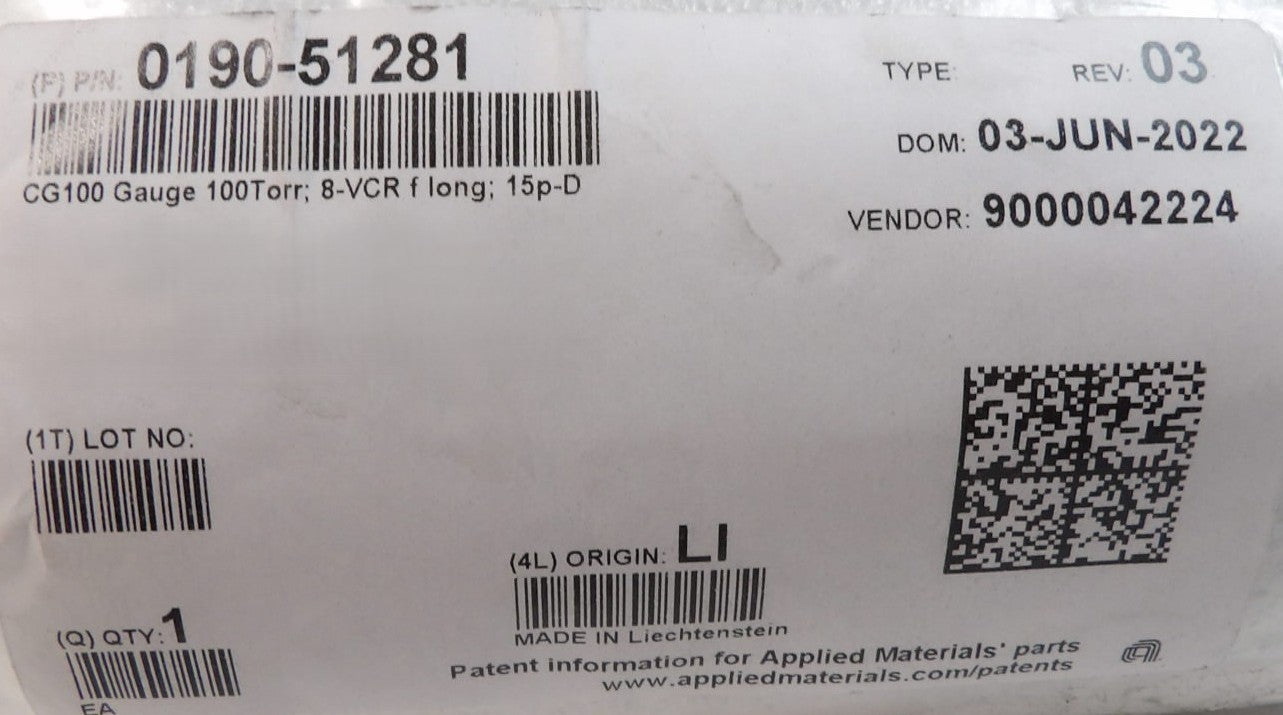 (P) P/N: 0190-51281
TYPE:
REV: 03
DOM: 03-JUN-2022
CG100 Gauge 100Torr; 8-VCR f long; 15p-D
VENDOR: 9000042224
(1T) LOT NO:
(4L) ORIGIN: LI
MADE IN Liechtenstein
(Q) QTY: 1
EA
Patent information for Applied Materials' parts
www.appliedmaterials.com/patents